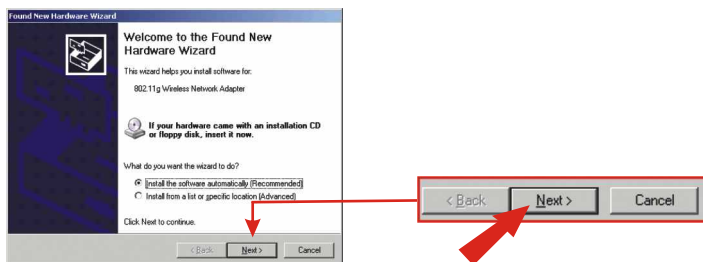 Found New Hardware Wizard
Welcome to the Found New
Hardware Wizard
This wizard helps you install software for:
802.11g Wireless Network Adapter
If your hardware came with an installation CD
or floppy disk, insert it now.
What do you want the wizard to do?
Install the software automatically (Recommended)
Install from a list or specific location (Advanced)
Click Next to continue.
< Back Next > Cancel
< Back Next > Cancel